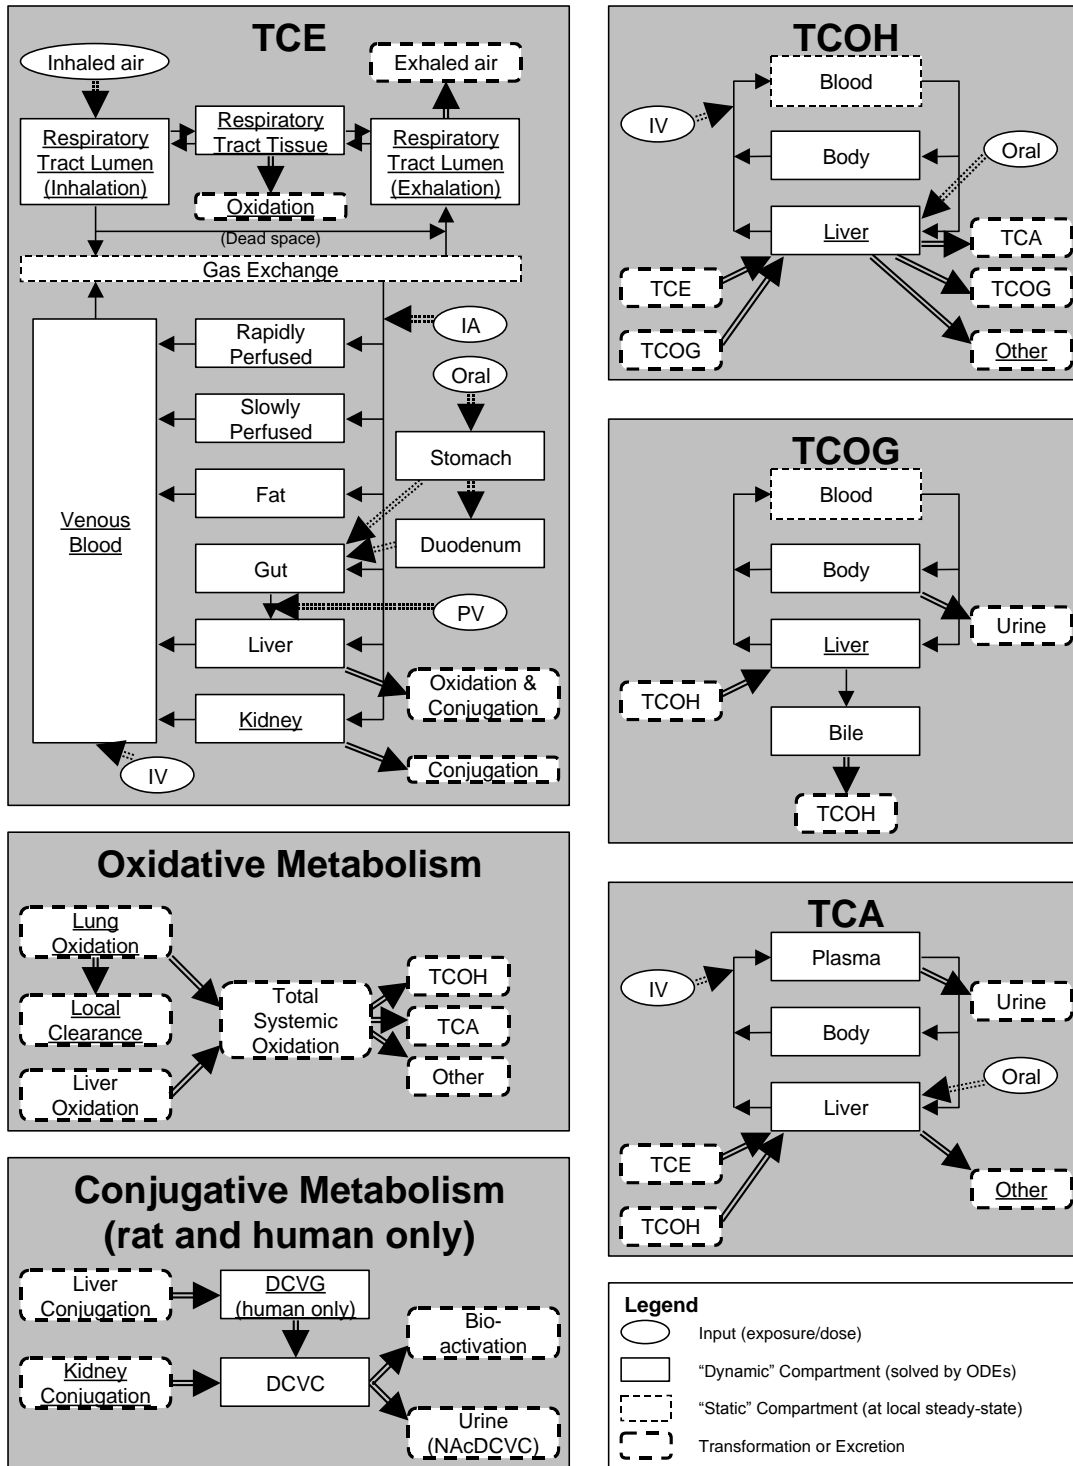 TCE
Inhaled air
Exhaled air
Respiratory
Tract Lumen
(Inhalation)
Respiratory
Tract Tissue
Respiratory
Tract Lumen
(Exhalation)
Oxidation
(Dead space)
Gas Exchange
Venous
Blood
Rapidly
Perfused
IA
Oral
Slowly
Perfused
Stomach
Fat
Duodenum
Gut
PV
Liver
Oxidation &
Conjugation
Kidney
Conjugation
IV
Oxidative Metabolism
Lung
Oxidation
Local
Clearance
Liver
Oxidation
Total
Systemic
Oxidation
TCOH
TCA
Other
Conjugative Metabolism
(rat and human only)
Liver
Conjugation
DCVG
(human only)
Kidney
Conjugation
DCVC
Bio-
activation
Urine
(NAcDCVC)
TCOH
Blood
IV
Body
Oral
Liver
TCA
TCE
TCOG
TCOG
Other
TCOG
Blood
Body
Urine
Liver
TCOH
Bile
TCOH
TCA
Plasma
IV
Urine
Body
Oral
Liver
TCE
Other
TCOH
Legend
Input (exposure/dose)
“Dynamic” Compartment (solved by ODEs)
“Static” Compartment (at local steady-state)
Transformation or Excretion